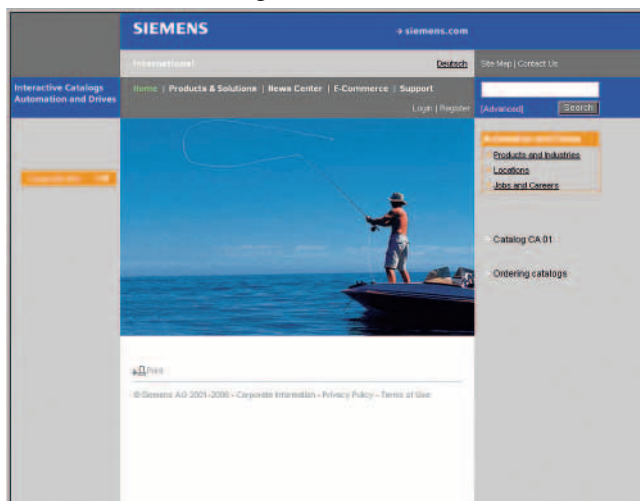 SIEMENS
siemens.com
International
Deutsch
Site Map | Contact Us
Interactive Catalogs
Automation and Drives
Home | Products & Solutions | News Center | E-Commerce | Support
Login | Register
[Advanced]
Search
Products and Industries
Locations
Jobs and Careers
Catalog CA 01
Ordering catalogs
Print
© Siemens AG 2001-2006 - Corporate Information - Privacy Policy - Terms of Use